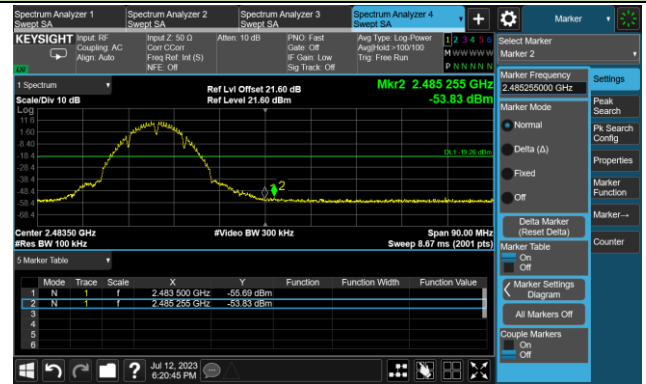 Spectrum Analyzer 1
Swept SA
Spectrum Analyzer 2
Swept SA
Spectrum Analyzer 3
Swept SA
Spectrum Analyzer 4
Swept SA
Marker
KEYSIGHT
Input: RF
Coupling: AC
Align: Auto
Input Z: 50 Ω
Corr CCorr
Freq Ref: Int (S)
NFE: Off
Atten: 10 dB
PNO: Fast
Gate: Off
IF Gain: Low
Sig Track: Off
Avg Type: Log-Power
Avg|Hold:>100/100
Trig: Free Run
1 2 3 4 5 6
M W W W W W
P N N N N N
Select Marker
Marker 2
1 Spectrum
Scale/Div 10 dB
Log
Ref Lvl Offset 21.60 dB
Ref Level 21.60 dBm
Mkr2 2.485 255 GHz
-53.83 dBm
11.6
1.60
-8.40
-18.4
-28.4
-38.4
-48.4
-58.4
-68.4
DL1 -19.26 dBm
2
Center 2.48350 GHz
#Res BW 100 kHz
#Video BW 300 kHz
Span 90.00 MHz
Sweep 8.67 ms (2001 pts)
5 Marker Table
Mode Trace Scale X Y Function Function Width Function Value
1 N 1 f 2.483 500 GHz -55.69 dBm
2 N 1 f 2.485 255 GHz -53.83 dBm
3
4
5
6
Marker Frequency
2.485255000 GHz
Marker Mode
Normal
Delta (Δ)
Fixed
Off
Delta Marker
(Reset Delta)
Marker Table
On
Off
Marker Settings
Diagram
All Markers Off
Couple Markers
On
Off
Settings
Peak
Search
Pk Search
Config
Properties
Marker
Function
Marker→
Counter
?
Jul 12, 2023
6:20:45 PM